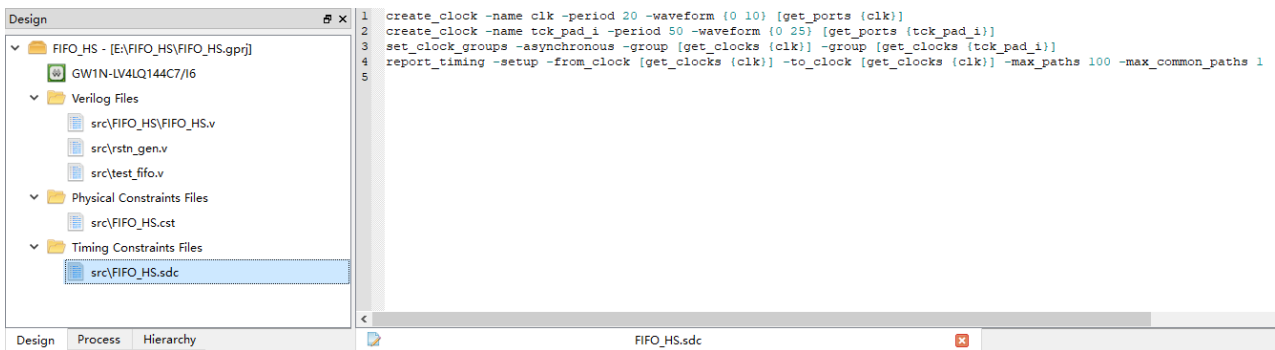 Design
FIFO_HS - [E:\FIFO_HS\FIFO_HS.gprj]
GW1N-LV4LQ144C7/I6
Verilog Files
src\FIFO_HS\FIFO_HS.v
src\rstn_gen.v
src\test_fifo.v
Physical Constraints Files
src\FIFO_HS.cst
Timing Constraints Files
src\FIFO_HS.sdc
Design Process Hierarchy
1 create_clock -name clk -period 20 -waveform {0 10} [get_ports {clk}]
2 create_clock -name tck_pad_i -period 50 -waveform {0 25} [get_ports {tck_pad_i}]
3 set_clock_groups -asynchronous -group [get_clocks {clk}] -group [get_clocks {tck_pad_i}]
4 report_timing -setup -from_clock [get_clocks {clk}] -to_clock [get_clocks {clk}] -max_paths 100 -max_common_paths 1
5
FIFO_HS.sdc